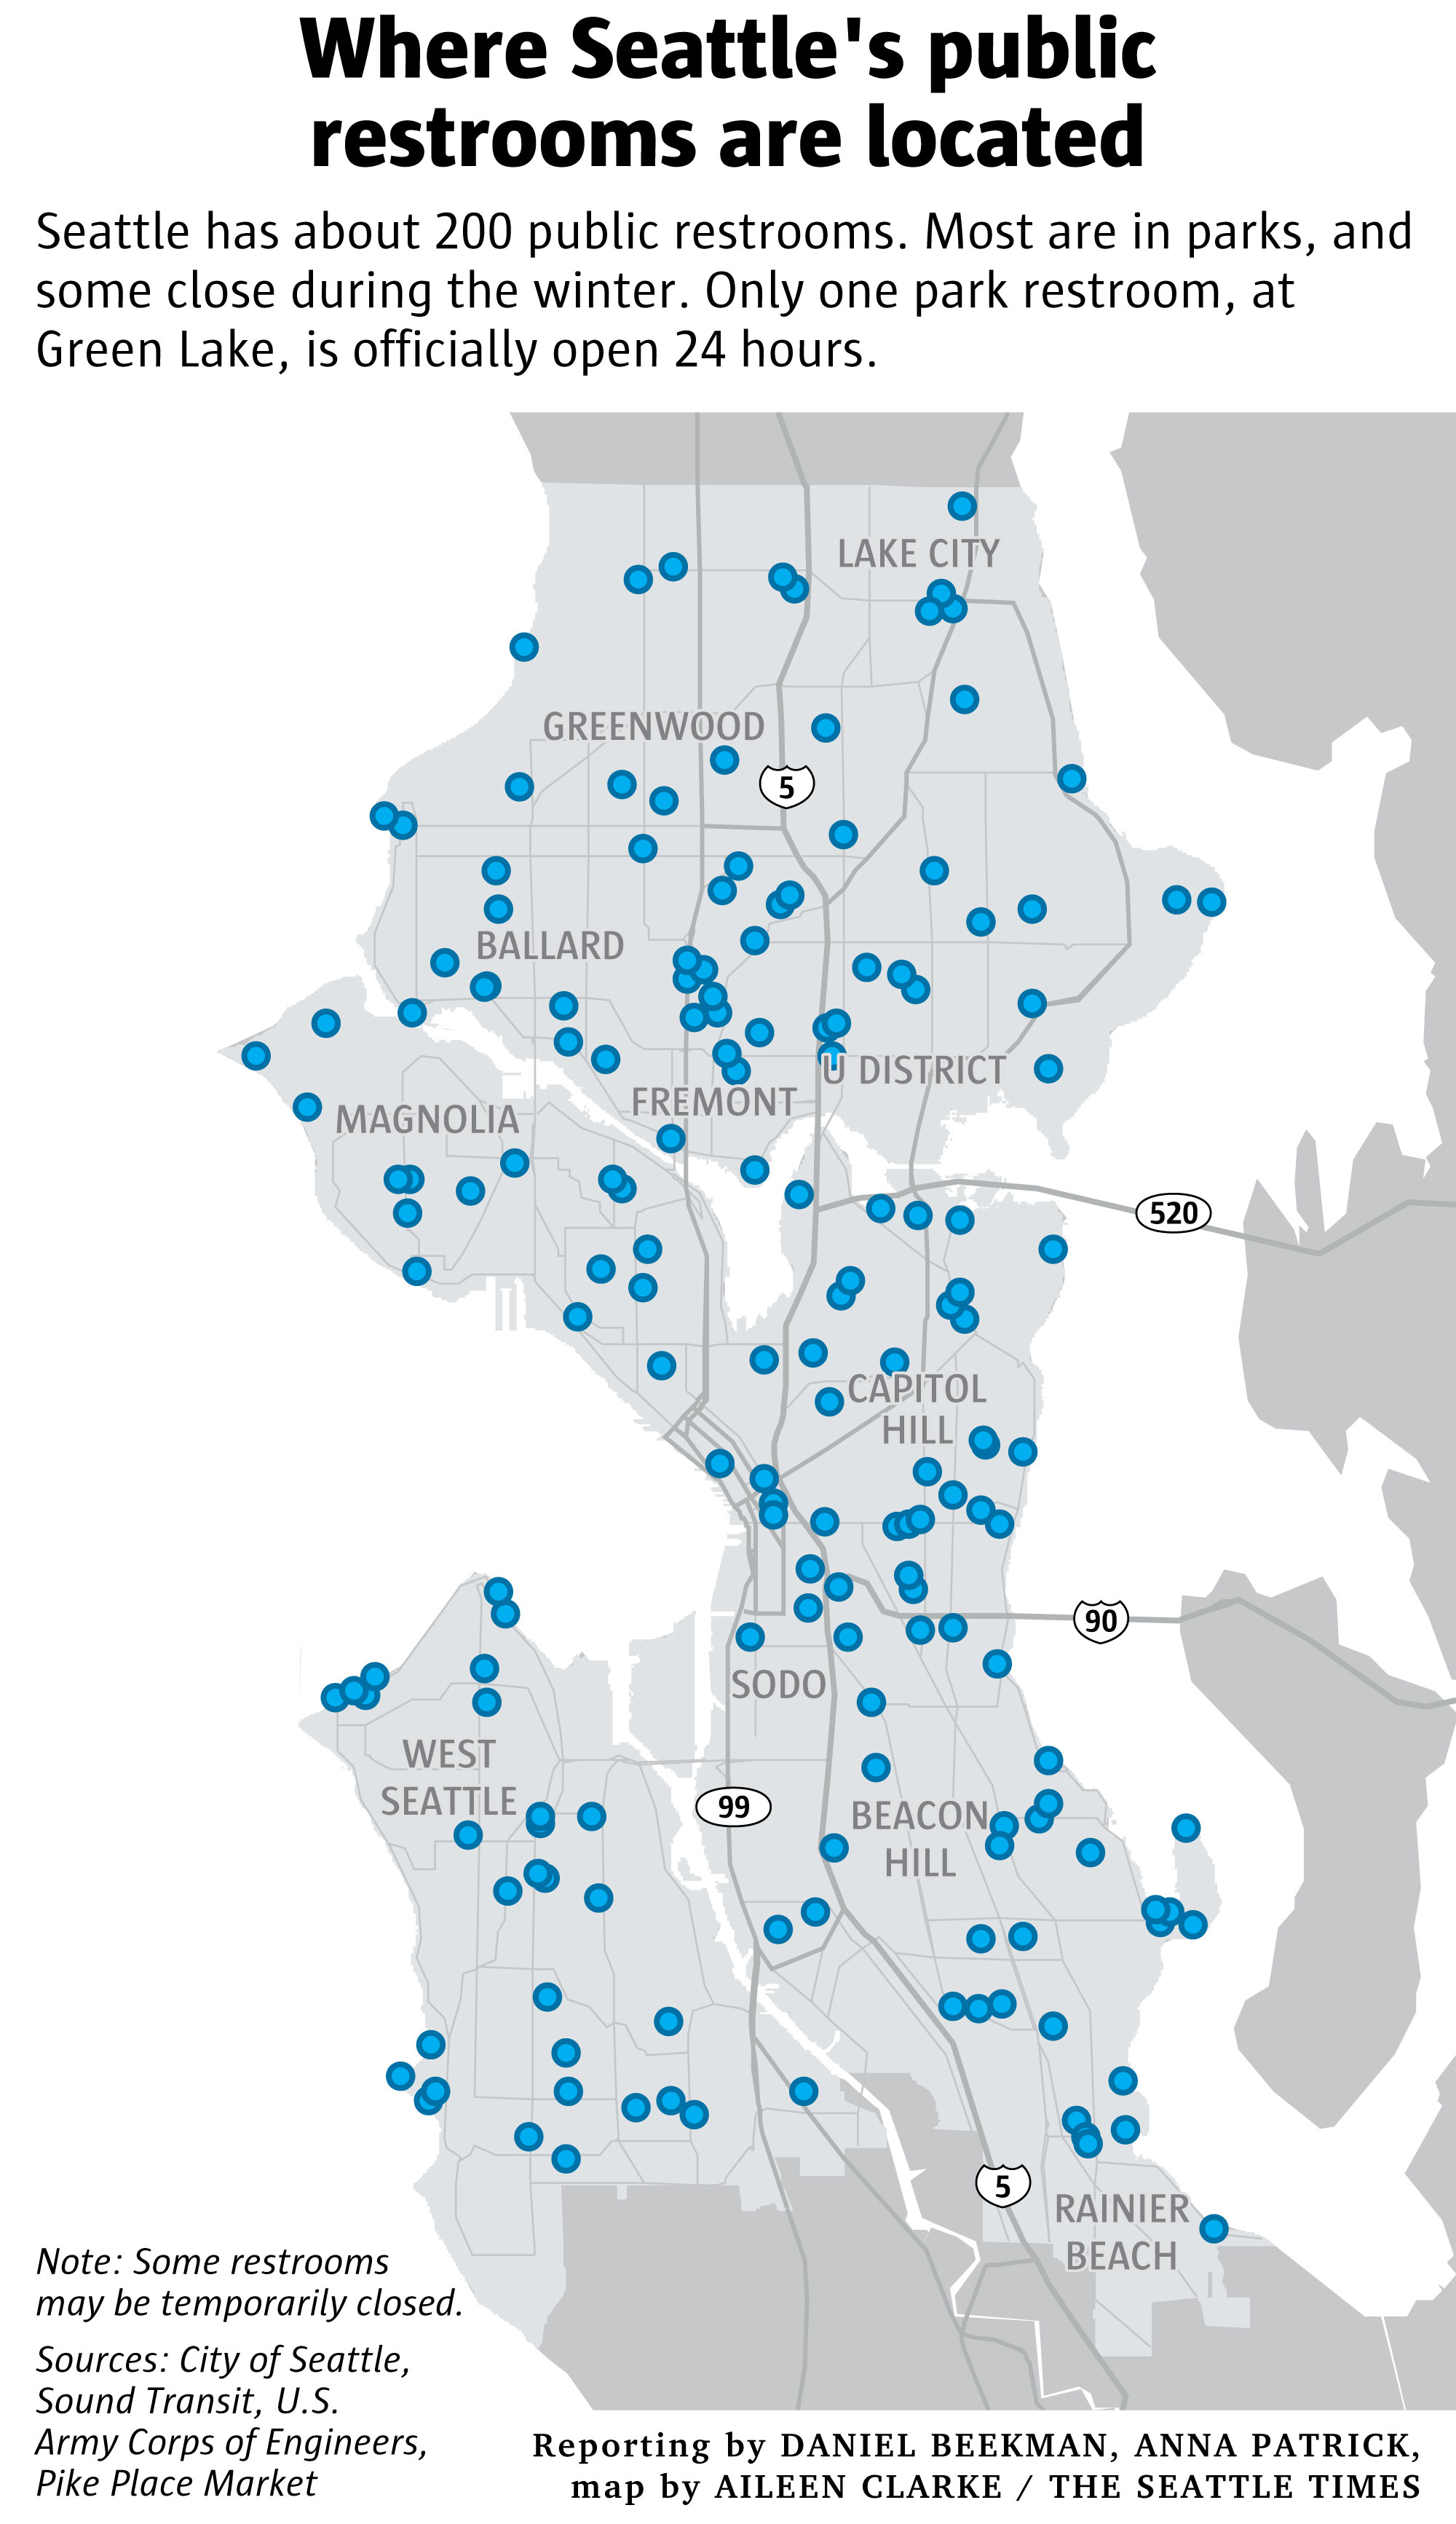 Where Seattle's public
restrooms are located
Seattle has about 200 public restrooms. Most are in parks, and
some close during the winter. Only one park restroom, at
Green Lake, is officially open 24 hours.
LAKE CITY
GREENWOOD
5
BALLARD
U DISTRICT
FREMONT
MAGNOLIA
520
CAPITOL
HILL
90
SODO
WEST
SEATTLE
99
BEACON
HILL
5
RAINIER
BEACH
Note: Some restrooms
may be temporarily closed.
Sources: City of Seattle,
Sound Transit, U.S.
Army Corps of Engineers,
Pike Place Market
Reporting by DANIEL BEEKMAN, ANNA PATRICK,
map by AILEEN CLARKE / THE SEATTLE TIMES